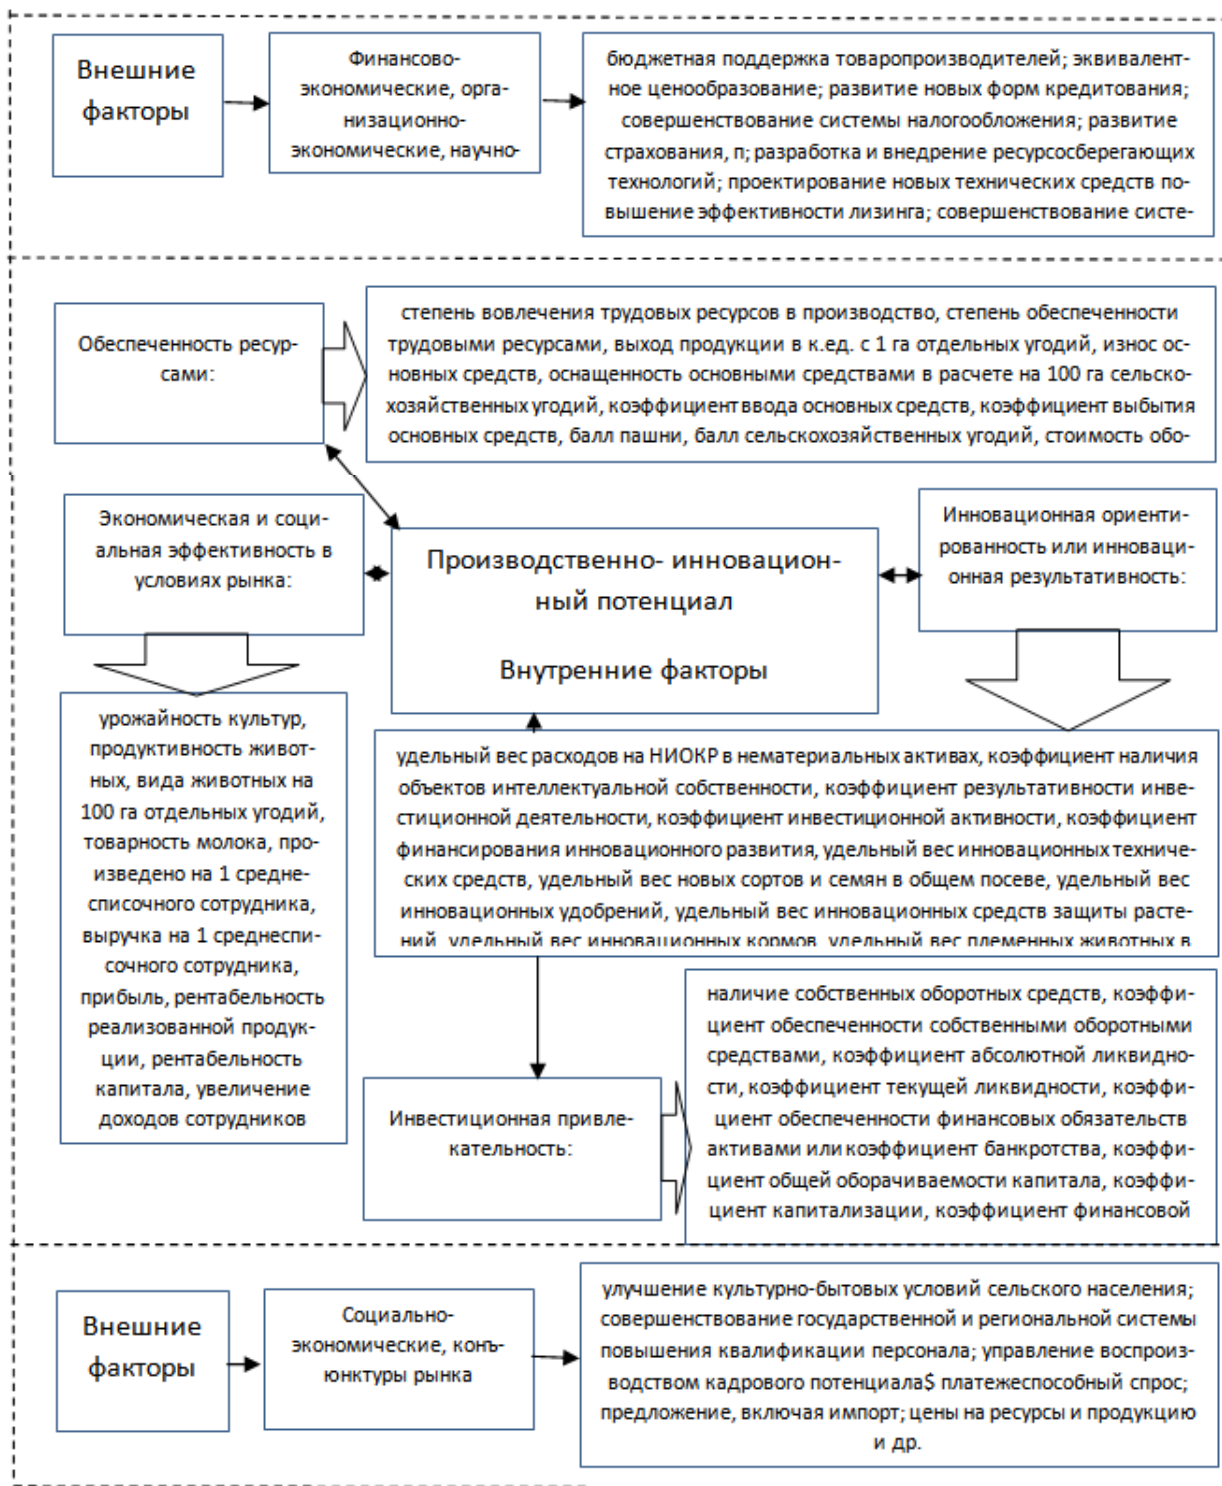 Внешние
факторы
Финансово-
экономические, орга-
низационно-
экономические, научно-
бюджетная поддержка товаропроизводителей; эквивалент-
ное ценообразование; развитие новых форм кредитования;
совершенствование системы налогообложения; развитие
страхования, п; разработка и внедрение ресурсосберегающих
технологий; проектирование новых технических средств по-
вышение эффективности лизинга; совершенствование систе-
Обеспеченность ресур-
сами:
степень вовлечения трудовых ресурсов в производство, степень обеспеченности
трудовыми ресурсами, выход продукции в к.ед. с 1 га отдельных угодий, износ ос-
новных средств, оснащенность основными средствами в расчете на 100 га сельско-
хозяйственных угодий, коэффициент ввода основных средств, коэффициент выбытия
основных средств, балл пашни, балл сельскохозяйственных угодий, стоимость обо-
Экономическая и соци-
альная эффективность в
условиях рынка:
Производственно- инновацион-
ный потенциал
Внутренние факторы
Инновационная ориенти-
рованность или инноваци-
онная результативность:
урожайность культур,
продуктивность живот-
ных, вида животных на
100 га отдельных угодий,
товарность молока, про-
изведено на 1 средне-
списочного сотрудника,
выручка на 1 среднеспи-
сочного сотрудника,
прибыль, рентабельность
реализованной продук-
ции, рентабельность
капитала, увеличение
доходов сотрудников
удельный вес расходов на НИОКР в нематериальных активах, коэффициент наличия
объектов интеллектуальной собственности, коэффициент результативности инве-
стиционной деятельности, коэффициент инвестиционной активности, коэффициент
финансирования инновационного развития, удельный вес инновационных техниче-
ских средств, удельный вес новых сортов и семян в общем посеве, удельный вес
инновационных удобрений, удельный вес инновационных средств защиты расте-
ний, удельный вес инновационных кормов, удельный вес племенных животных в
Инвестиционная привле-
кательность:
наличие собственных оборотных средств, коэффи-
циент обеспеченности собственными оборотными
средствами, коэффициент абсолютной ликвидно-
сти, коэффициент текущей ликвидности, коэффи-
циент обеспеченности финансовых обязательств
активами или коэффициент банкротства, коэффи-
циент общей оборачиваемости капитала, коэффи-
циент капитализации, коэффициент финансовой
Внешние
факторы
Социально-
экономические, конъ-
юнктуры рынка
улучшение культурно-бытовых условий сельского населения;
совершенствование государственной и региональной системы
повышения квалификации персонала; управление воспроиз-
водством кадрового потенциала$ платежеспособный спрос;
предложение, включая импорт; цены на ресурсы и продукцию
и др.